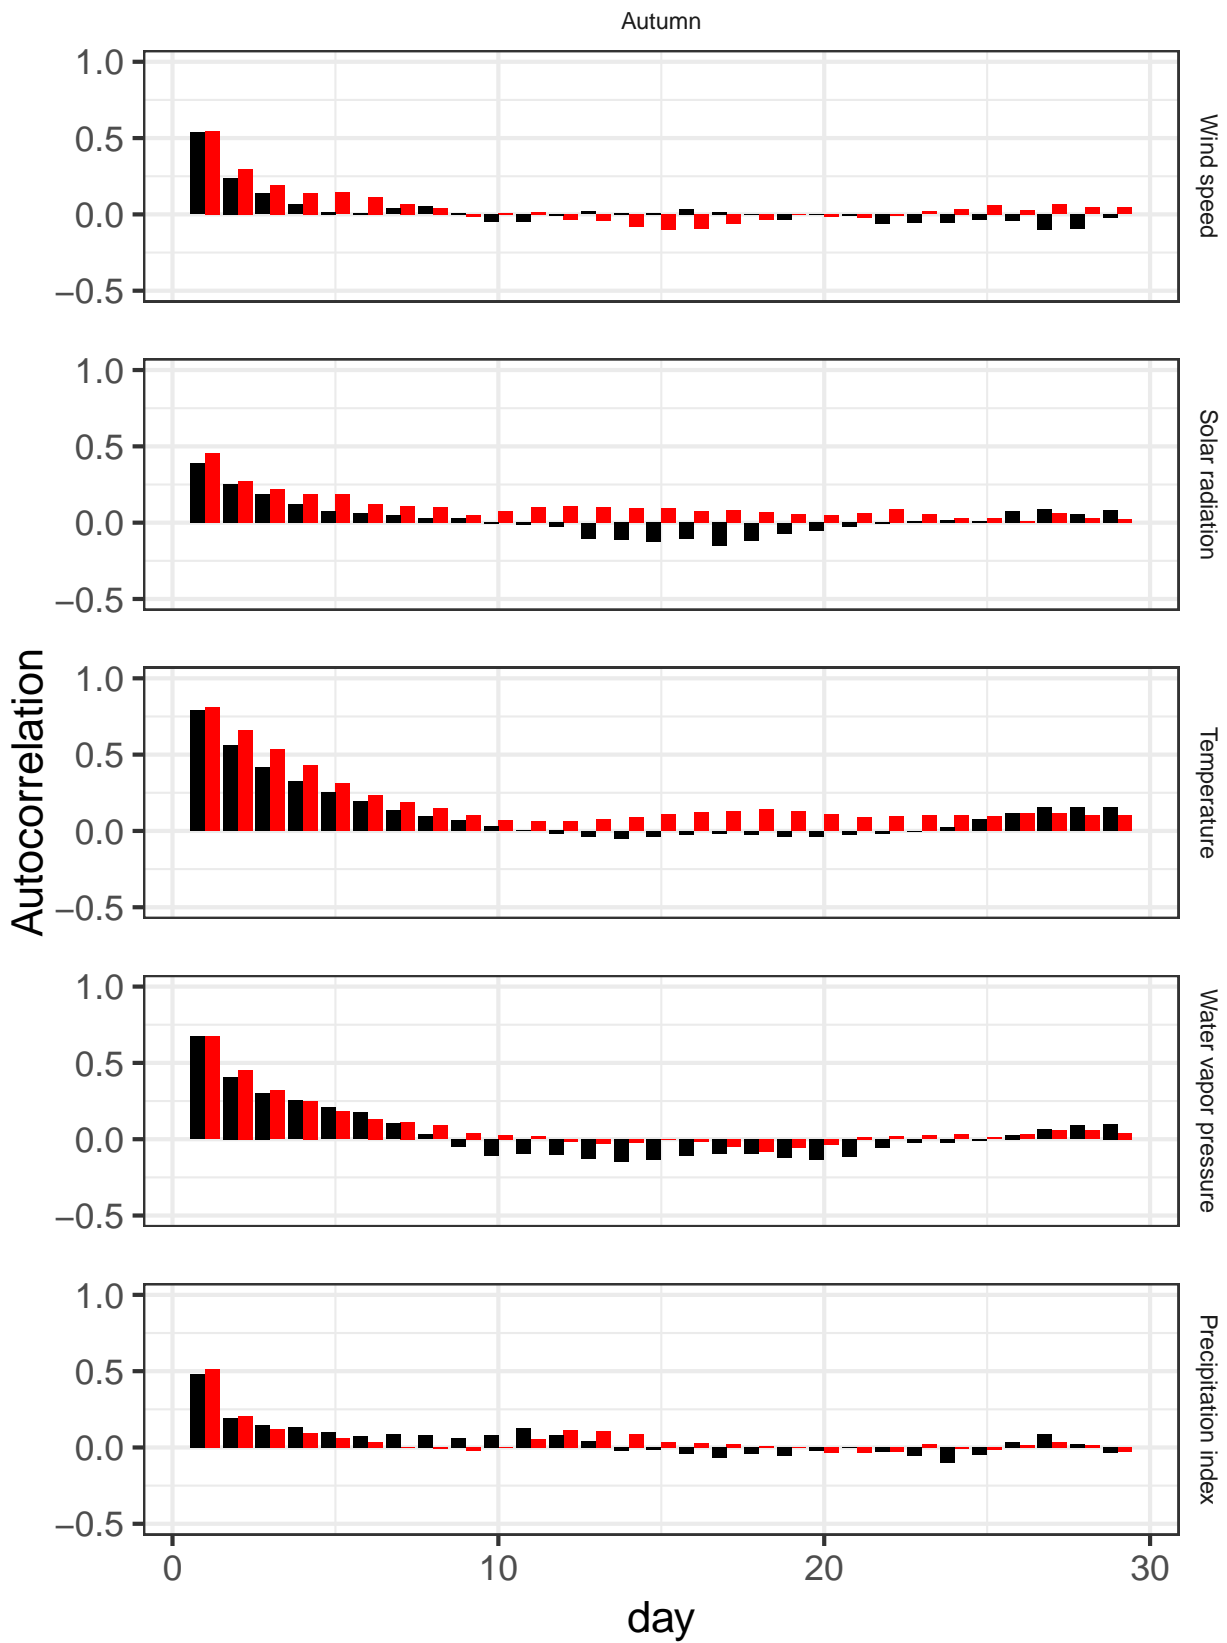 Autumn
1.0
0.5
0.0
−0.5
Wind speed
1.0
0.5
0.0
−0.5
Solar radiation
Autocorrelation
1.0
0.5
0.0
−0.5
Temperature
1.0
0.5
0.0
−0.5
Water vapor pressure
1.0
0.5
0.0
−0.5
Precipitation index
0 10 20 30
day